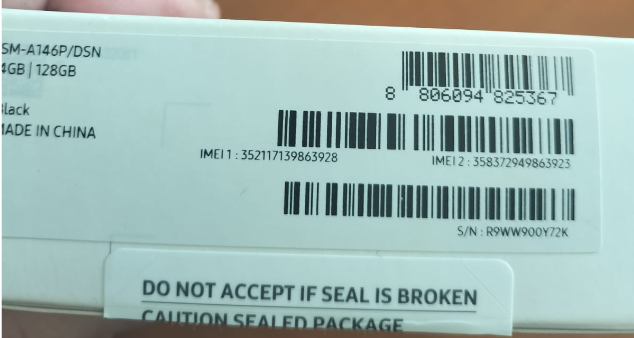 SM-A146P/DSN
4GB | 128GB
8 806094 825367
Black
MADE IN CHINA
IMEI 1 : 352117139863928
IMEI 2 : 358372949863923
S/N : R9WW900Y72K
DO NOT ACCEPT IF SEAL IS BROKEN
CAUTION SEALED PACKAGE